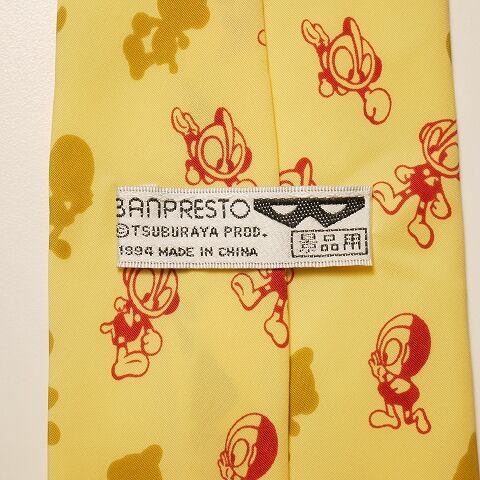 BANPRESTO
©TSUBURAYA PROD.
1994 MADE IN CHINA
景品用